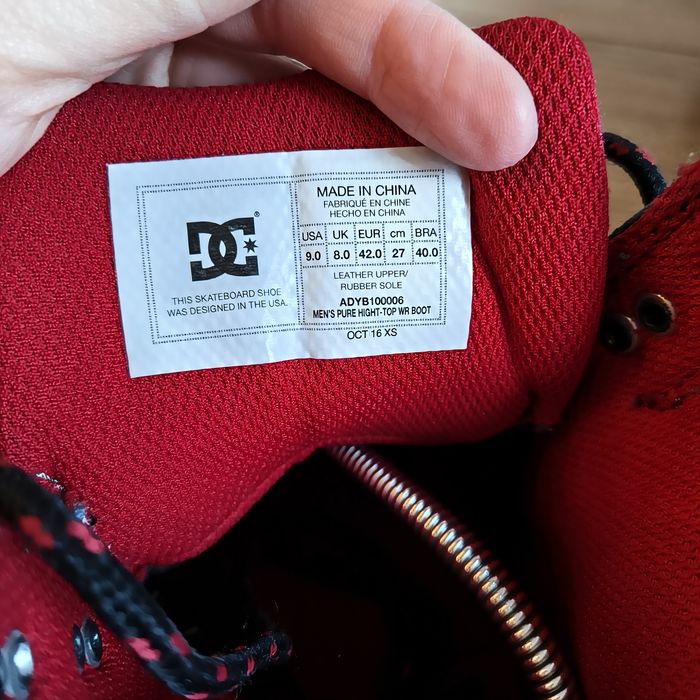 DC®
THIS SKATEBOARD SHOE
WAS DESIGNED IN THE USA.
MADE IN CHINA
FABRIQUÉ EN CHINE
HECHO EN CHINA
USA UK EUR cm BRA
9.0 8.0 42.0 27 40.0
LEATHER UPPER/
RUBBER SOLE
ADYB100006
MEN'S PURE HIGHT-TOP WR BOOT
OCT 16 XS